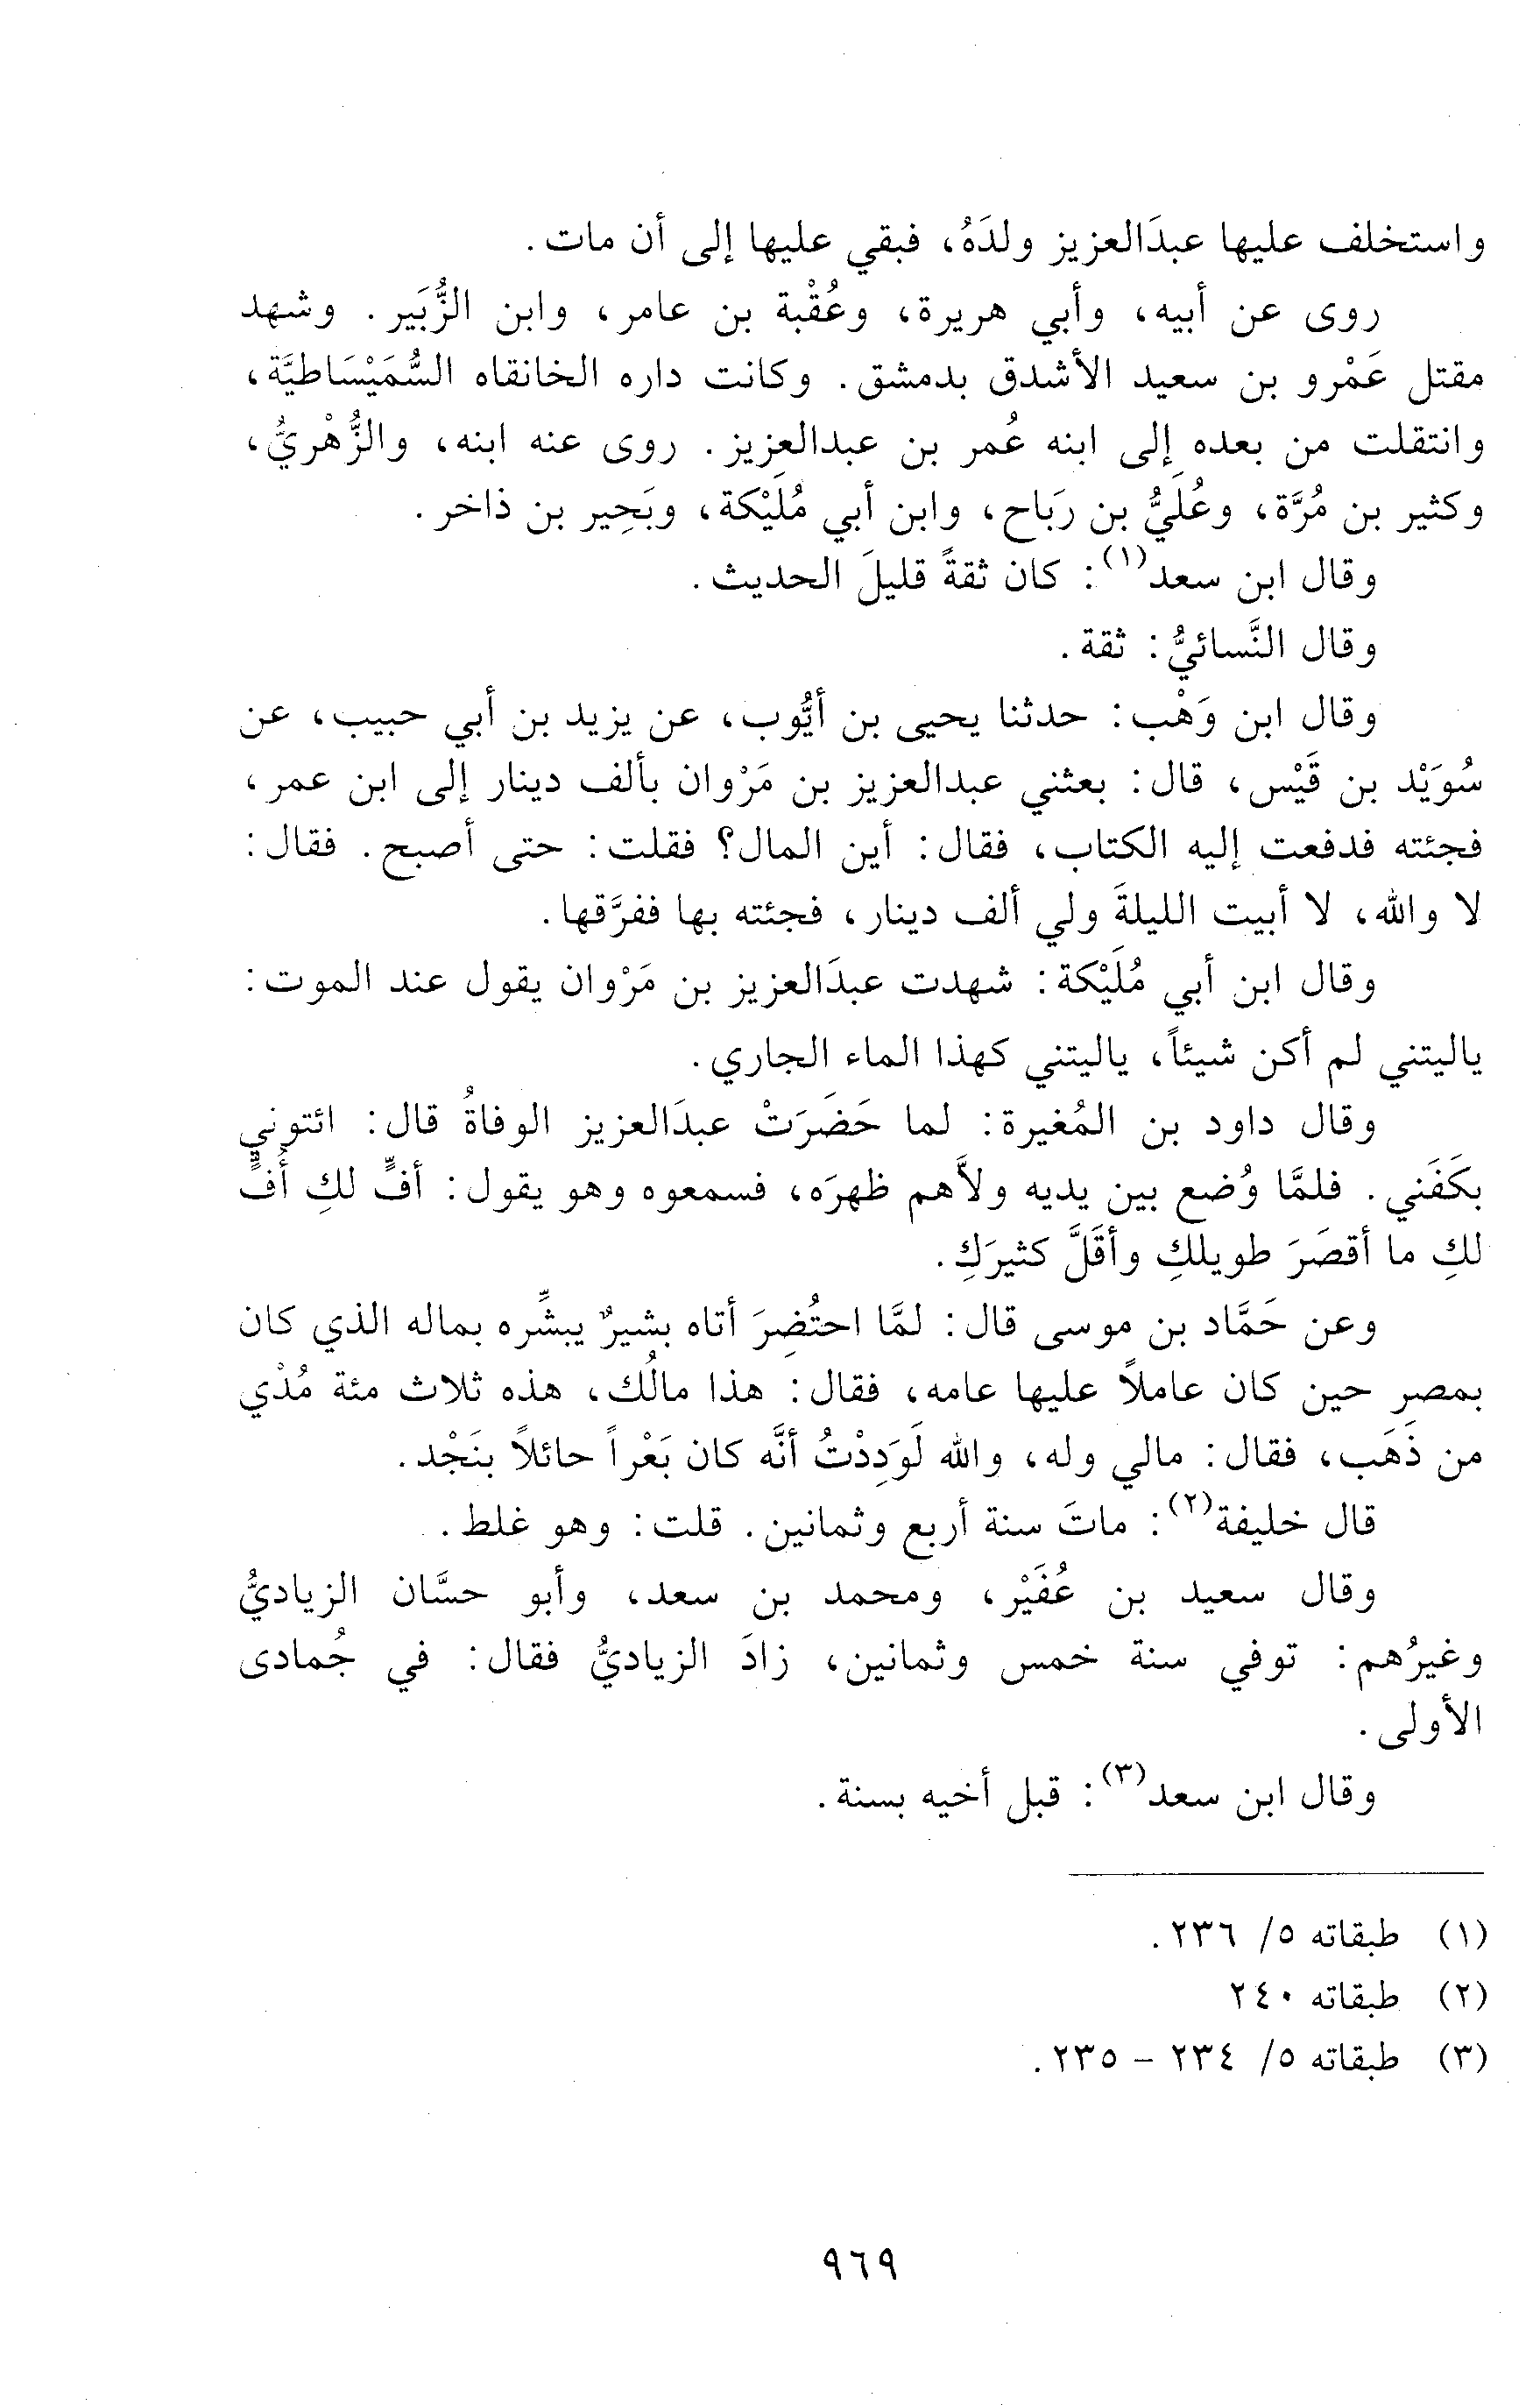 واستخلف عليها عبدَالعزيز ولدَهُ، فبقي عليها إلى أن مات.
روى عن أبيه، وأبي هريرة، وعُقْبة بن عامر، وابن الزُّبَير. وشهد
مقتل عَمْرو بن سعيد الأشدق بدمشق. وكانت داره الخانقاه السُّمَيْسَاطيَّة،
وانتقلت من بعده إلى ابنه عُمر بن عبدالعزيز. روى عنه ابنه، والزُّهْريُّ،
وكثير بن مُرَّة، وعُلَيُّ بن رَبَاح، وابن أبي مُلَيْكة، وبَحِير بن ذاخر.
وقال ابن سعد(١): كان ثقةً قليلَ الحديث.
وقال النَّسائيُّ: ثقة.
وقال ابن وَهْب: حدثنا يحيى بن أيُّوب، عن يزيد بن أبي حبيب، عن
سُوَيْد بن قَيْس، قال: بعثني عبدالعزيز بن مَرْوان بألف دينار إلى ابن عمر،
فجئته فدفعت إليه الكتاب، فقال: أين المال؟ فقلت: حتى أصبح. فقال:
لا والله، لا أبيت الليلةَ ولي ألف دينار، فجئته بها ففرَّقها.
وقال ابن أبي مُلَيْكة: شهدت عبدَالعزيز بن مَرْوان يقول عند الموت:
ياليتني لم أكن شيئاً، ياليتني كهذا الماء الجاري.
وقال داود بن المُغيرة: لما حَضَرَتْ عبدَالعزيز الوفاةُ قال: ائتوني
بكَفَني. فلمَّا وُضع بين يديه ولاَّهم ظهرَه، فسمعوه وهو يقول: أفٍّ لكِ أُفٍّ
لكِ ما أقصَرَ طويلكِ وأقَلَّ كثيرَكِ.
وعن حَمَّاد بن موسى قال: لمَّا احتُضِرَ أتاه بشيرٌ يبشِّره بماله الذي كان
بمصر حين كان عاملاً عليها عامه، فقال: هذا مالُك، هذه ثلاث مئة مُدْي
من ذَهَب، فقال: مالي وله، والله لَوَدِدْتُ أنَّه كان بَعْراً حائلاً بنَجْد.
قال خليفة(٢): ماتَ سنة أربع وثمانين. قلت: وهو غلط.
وقال سعيد بن عُفَيْر، ومحمد بن سعد، وأبو حسَّان الزياديُّ
وغيرُهم: توفي سنة خمس وثمانين، زادَ الزياديُّ فقال: في جُمادى
الأولى.
وقال ابن سعد(٣): قبل أخيه بسنة.
(١) طبقاته ٥/ ٢٣٦.
(٢) طبقاته ٢٤٠
(٣) طبقاته ٥/ ٢٣٤ - ٢٣٥.
٩٦٩